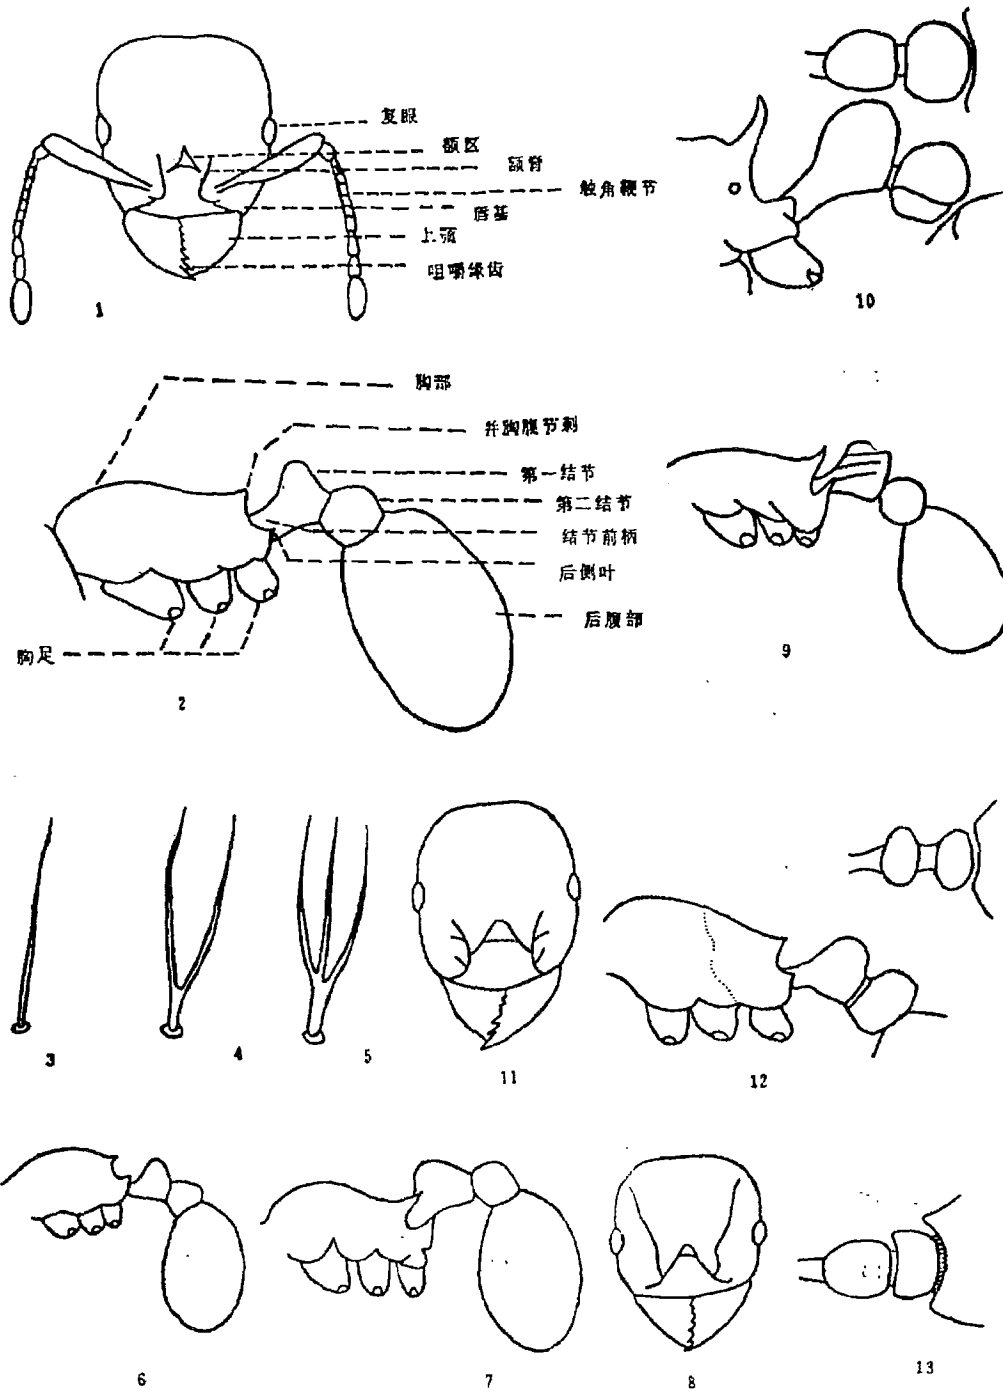 复眼
额区
额脊
触角鞭节
唇基
上颚
咀嚼缘齿
1
10
胸部
并胸腹节刺
第一结节
第二结节
结节前柄
后侧叶
后腹部
胸足
2
9
3
4
5
11
12
6
7
8
13